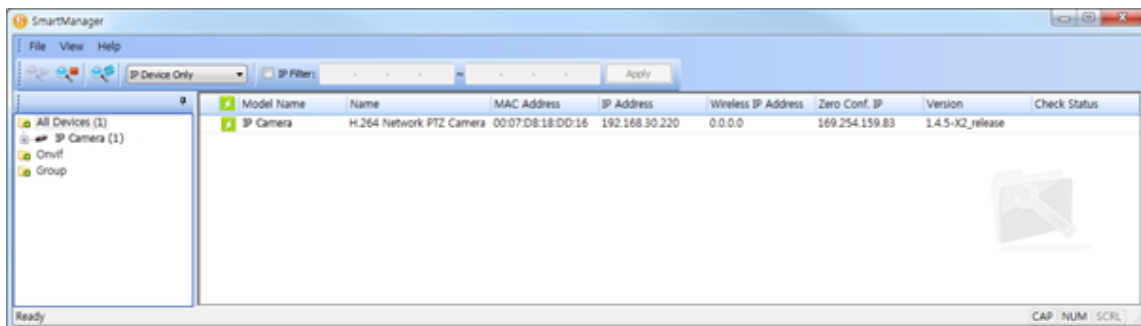 SmartManager
File View Help
IP Device Only IP Filter: . . . ~ . . . Apply
Model Name Name MAC Address IP Address Wireless IP Address Zero Conf. IP Version Check Status
IP Camera H.264 Network PTZ Camera 00:07:D8:18:DD:16 192.168.30.220 0.0.0.0 169.254.159.83 1.4.5-X2_release
All Devices (1)
IP Camera (1)
Onvif
Group
Ready CAP NUM SCRL